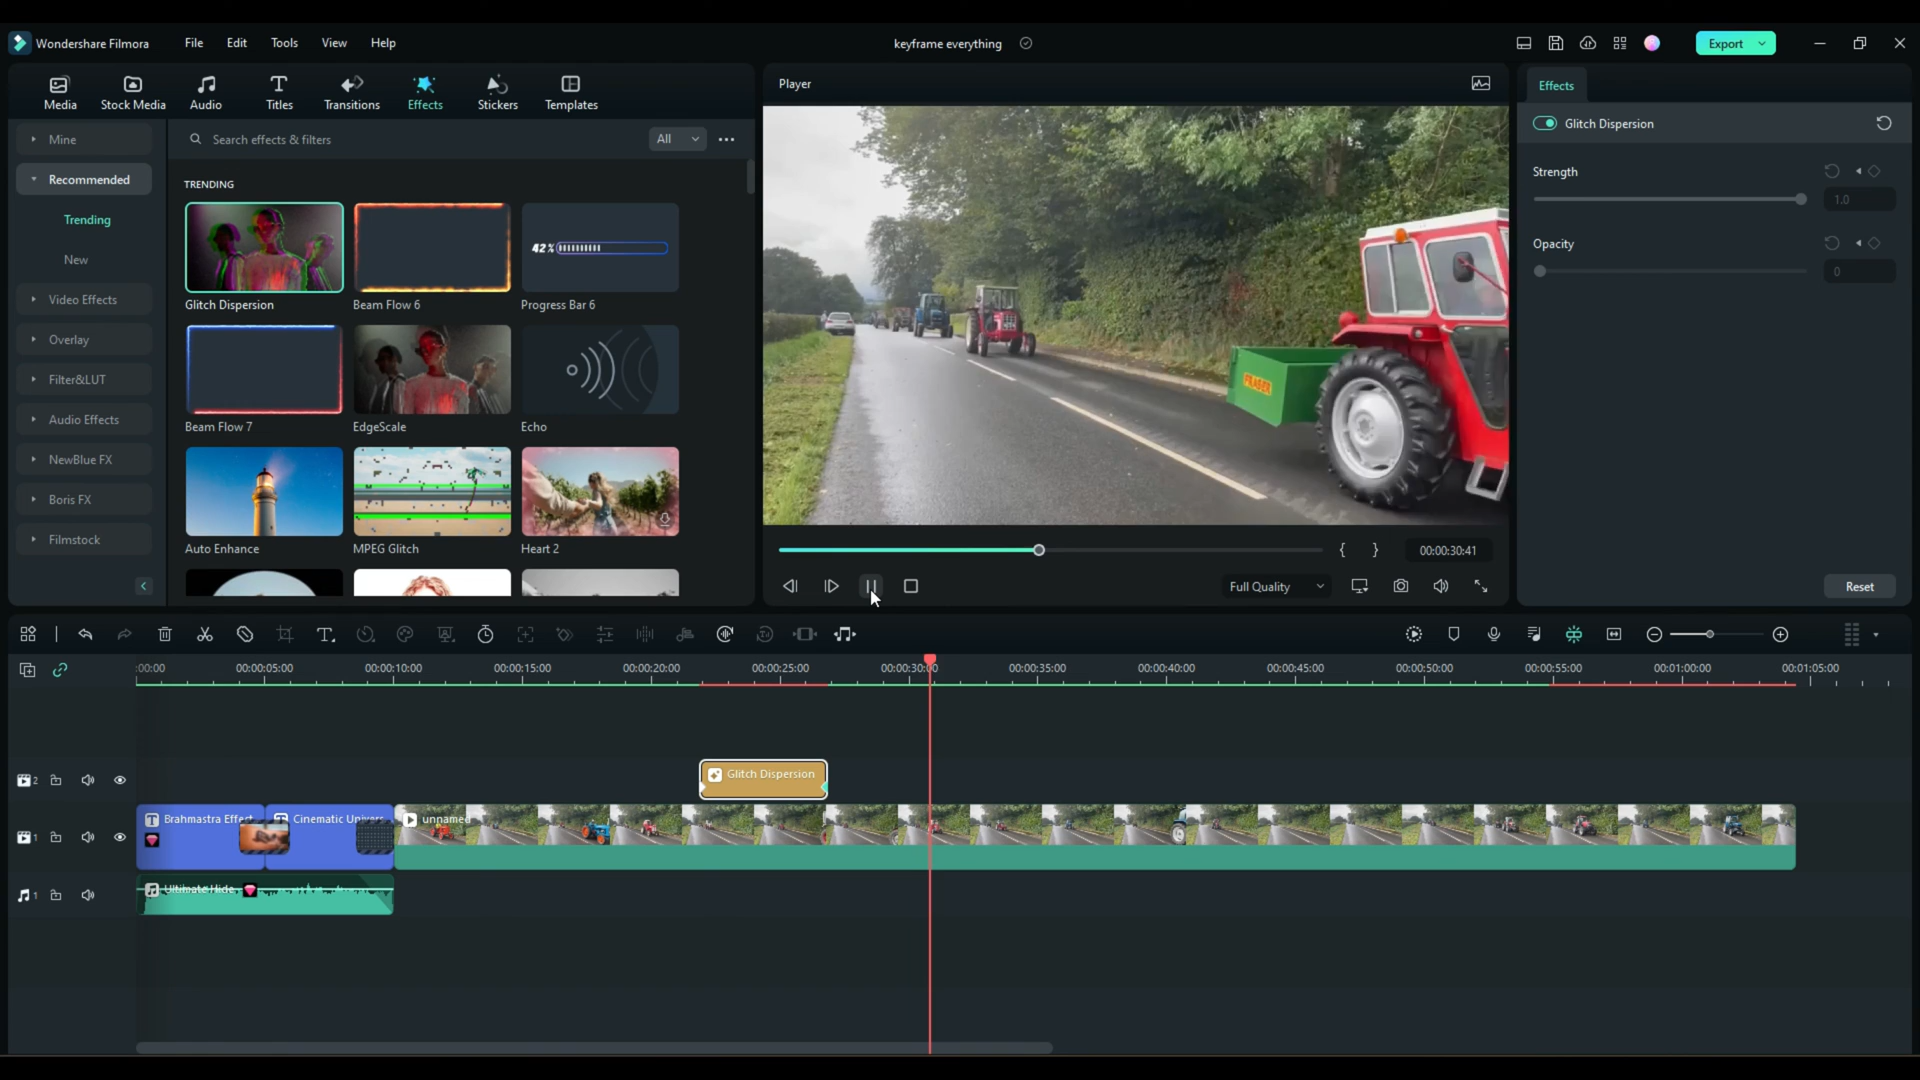 Wondershare Filmora
File
Edit
Tools
View
Help
keyframe everything
Export
Media
Stock Media
Audio
Titles
Transitions
Effects
Stickers
Templates
Player
Effects
Mine
Recommended
Trending
New
Video Effects
Overlay
Filter&LUT
Audio Effects
NewBlue FX
Boris FX
Filmstock
Search effects & filters
All
TRENDING
42%
Glitch Dispersion
Beam Flow 6
Progress Bar 6
Beam Flow 7
EdgeScale
Echo
Auto Enhance
MPEG Glitch
Heart 2
FRASER
00:00:30:41
Full Quality
Glitch Dispersion
Strength
1.0
Opacity
0
Reset
:00:00
00:00:05:00
00:00:10:00
00:00:15:00
00:00:20:00
00:00:25:00
00:00:30:00
00:00:35:00
00:00:40:00
00:00:45:00
00:00:50:00
00:00:55:00
00:01:00:00
00:01:05:00
2
Glitch Dispersion
1
Brahmastra Effect
Cinematic Univers
unnamed
1
Ultimate Hide